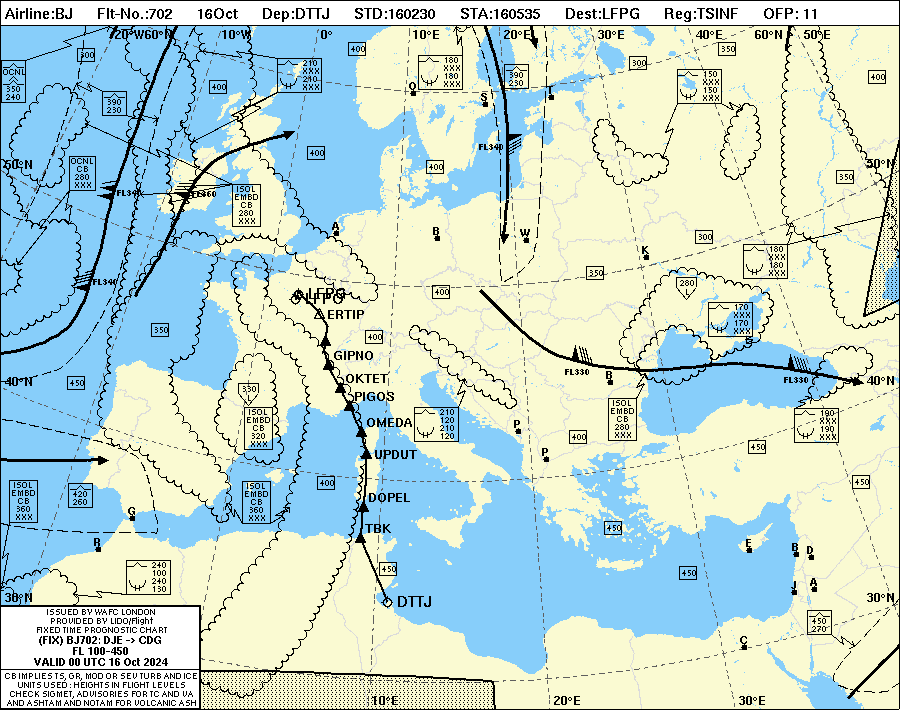 Airline:BJ Flt-No.:702 16Oct Dep:DTTJ STD:160230 STA:160535 Dest:LFPG Reg:TSINF OFP: 11
20°W 60°N 10°W 0° 10°E 20°E 30°E 40°E 60°N 50°E
OCNL
350
240
300
390
230
400
210
XXX
210
XXX
400
180
XXX
180
XXX
390
230
300
150
XXX
150
XXX
350
400
O
S
T
50°N
50°N
OCNL
CB
280
XXX
FL340
FL360
ISOL
EMBD
CB
280
XXX
400
400
FL340
350
A
B
W
K
300
180
XXX
180
XXX
FL340
350
280
L
400
LFPG
LFPO
ERTIP
350
400
170
XXX
170
XXX
S
GIPNO
OKTET
PIGOS
OMEDA
UPDUT
DOPEL
TBK
DTTJ
40°N
40°N
450
330
L
ISOL
EMBD
CB
320
XXX
FL330
B
FL330
210
120
210
120
P
P
ISOL
EMBD
CB
280
XXX
400
190
XXX
190
XXX
450
450
ISOL
EMBD
CB
360
XXX
420
260
G
R
ISOL
EMBD
CB
360
XXX
400
450
E
B
D
J
A
240
100
240
130
450
450
450
270
C
30°N
30°N
ISSUED BY WAFC LONDON
PROVIDED BY LIDO/Flight
FIXED TIME PROGNOSTIC CHART
(FIX) BJ702: DJE -> CDG
FL 100-450
VALID 00 UTC 16 Oct 2024
CB IMPLIES TS, GR, MOD OR SEV TURB AND ICE
UNITS USED : HEIGHTS IN FLIGHT LEVELS
CHECK SIGMET, ADVISORIES FOR TC AND VA
AND ASHTAM AND NOTAM FOR VOLCANIC ASH
10°E 20°E 30°E